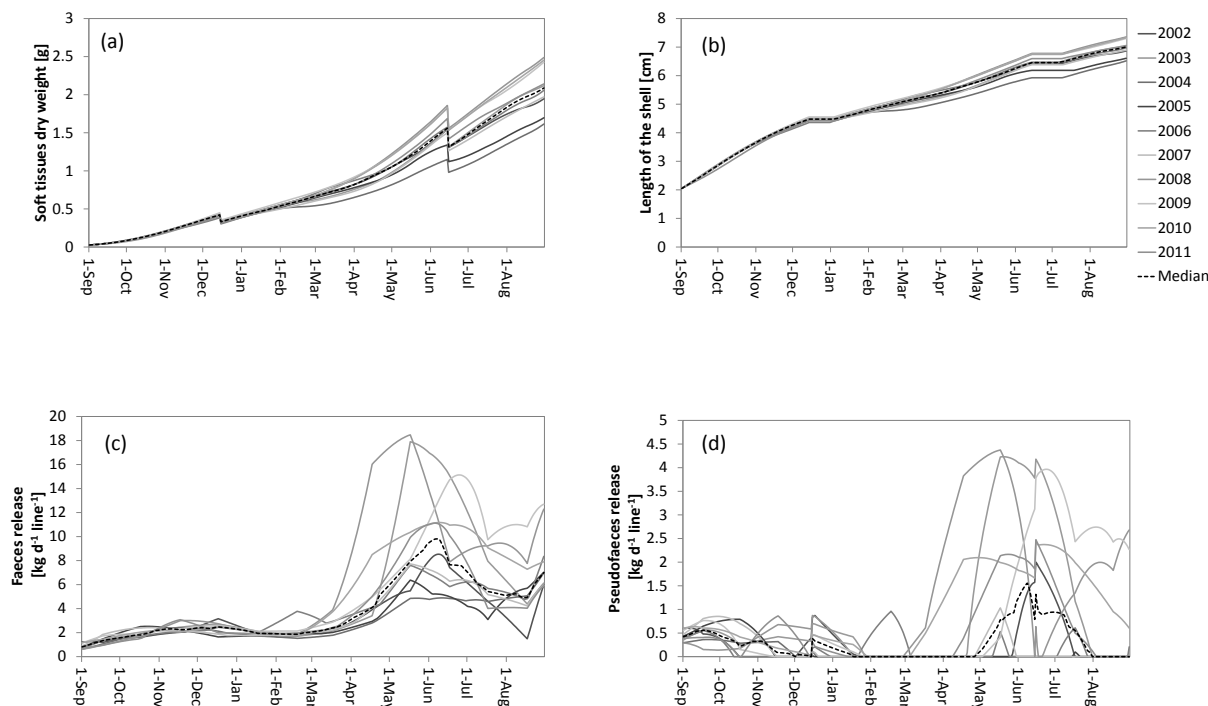 (a)
Soft tissues dry weight [g]
3
2.5
2
1.5
1
0.5
0
1-Sep
1-Oct
1-Nov
1-Dec
1-Jan
1-Feb
1-Mar
1-Apr
1-May
1-Jun
1-Jul
1-Aug
(b)
Length of the shell [cm]
8
7
6
5
4
3
2
1
0
1-Sep
1-Oct
1-Nov
1-Dec
1-Jan
1-Feb
1-Mar
1-Apr
1-May
1-Jun
1-Jul
1-Aug
2002
2003
2004
2005
2006
2007
2008
2009
2010
2011
Median
(c)
Faeces release
[kg d⁻¹ line⁻¹]
20
18
16
14
12
10
8
6
4
2
0
1-Sep
1-Oct
1-Nov
1-Dec
1-Jan
1-Feb
1-Mar
1-Apr
1-May
1-Jun
1-Jul
1-Aug
(d)
Pseudofaeces release
[kg d⁻¹ line⁻¹]
5
4.5
4
3.5
3
2.5
2
1.5
1
0.5
0
1-Sep
1-Oct
1-Nov
1-Dec
1-Jan
1-Feb
1-Mar
1-Apr
1-May
1-Jun
1-Jul
1-Aug